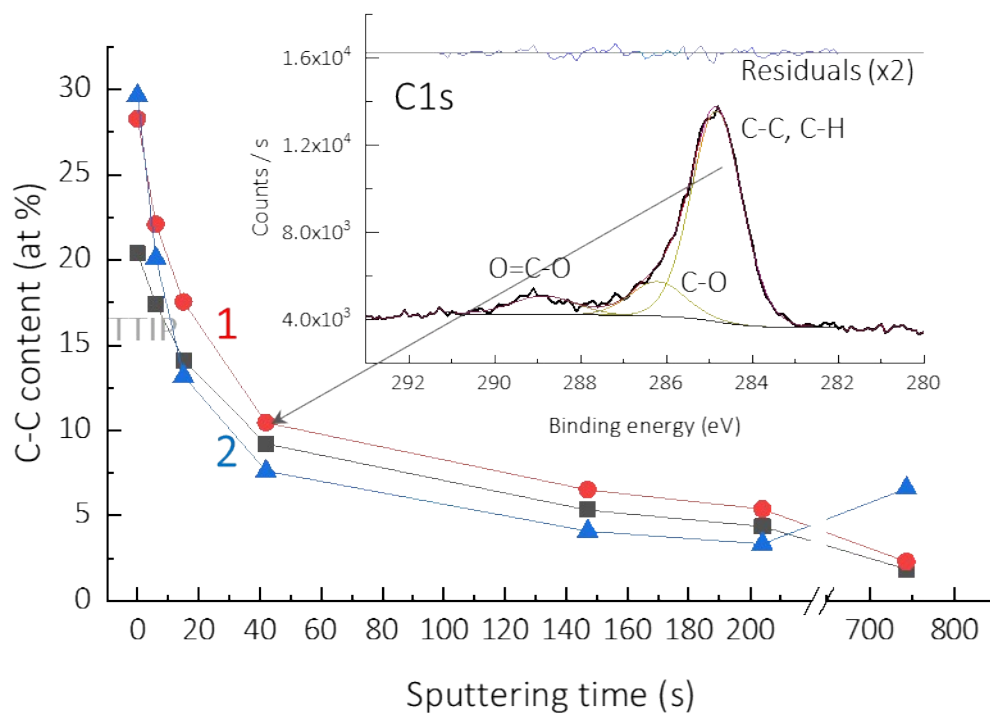 1.6x10⁴
Residuals (x2)
C1s
C-C, C-H
1.2x10⁴
Counts / s
8.0x10³
O=C-O
C-O
4.0x10³
292 290 288 286 284 282 280
Binding energy (eV)
C-C content (at %)
30
25
20
15
10
5
0
TTIP
1
2
0 20 40 60 80 100 120 140 160 180 200 700 800
Sputtering time (s)